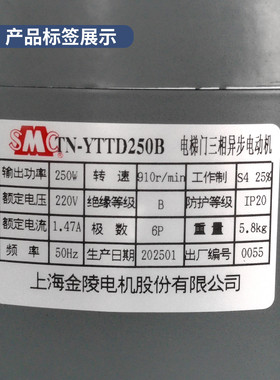 产品标签展示
SMC TN-YTTD250B 电梯门三相异步电动机
输出功率 250W 转速 910r/min 工作制 S4 25%
额定电压 220V 绝缘等级 B 防护等级 IP20
额定电流 1.47A 极数 6P 重量 5.8kg
频率 50Hz 生产日期 202501 出厂编号 0055
上海金陵电机股份有限公司